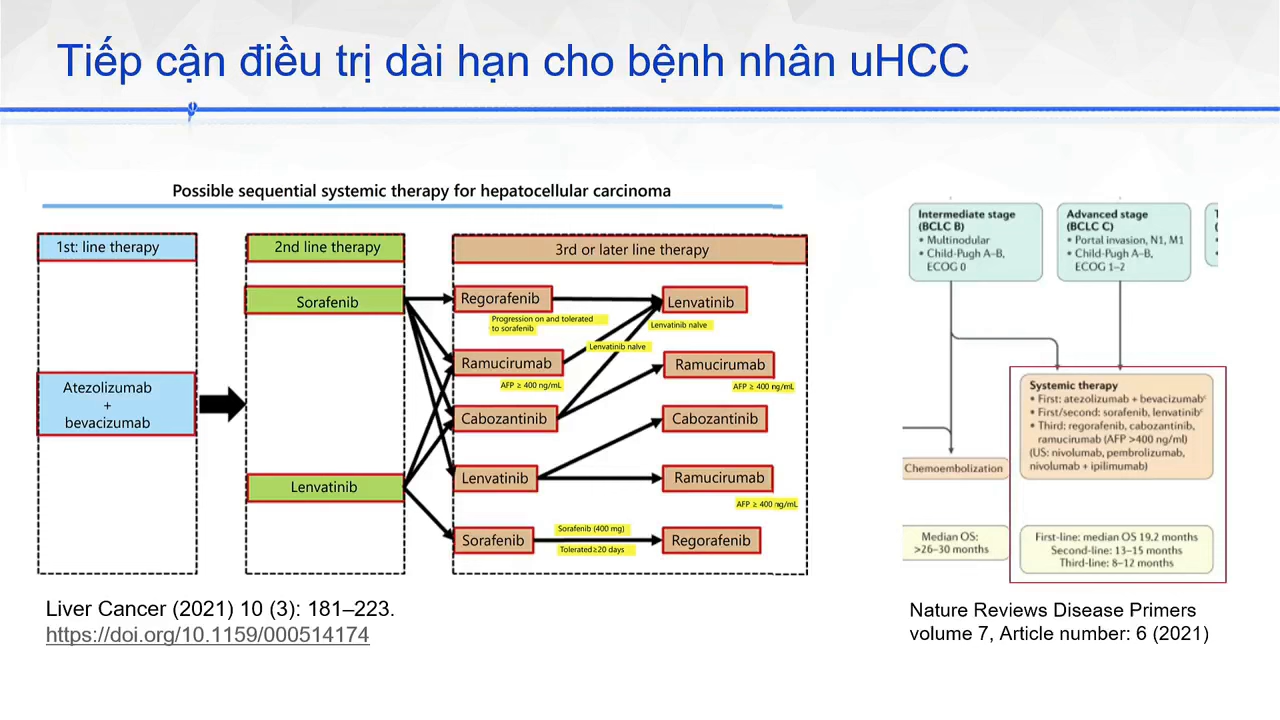 Tiếp cận điều trị dài hạn cho bệnh nhân uHCC
Possible sequential systemic therapy for hepatocellular carcinoma
1st: line therapy
2nd line therapy
3rd or later line therapy
Atezolizumab
+
bevacizumab
Sorafenib
Lenvatinib
Regorafenib
Progression on and tolerated
to sorafenib
Ramucirumab
AFP ≥ 400 ng/mL
Cabozantinib
Lenvatinib
Sorafenib
Sorafenib (400 mg)
Tolerated≥20 days
Lenvatinib
Lenvatinib naïve
Lenvatinib naïve
Ramucirumab
AFP ≥ 400 ng/mL
Cabozantinib
Ramucirumab
AFP ≥ 400 ng/mL
Regorafenib
Liver Cancer (2021) 10 (3): 181–223.
https://doi.org/10.1159/000514174
Intermediate stage
(BCLC B)
• Multinodular
• Child-Pugh A–B,
ECOG 0
Advanced stage
(BCLC C)
• Portal invasion, N1, M1
• Child-Pugh A–B,
ECOG 1–2
Systemic therapy
• First: atezolizumab + bevacizumabᶜ
• First/second: sorafenib, lenvatinibᶜ
• Third: regorafenib, cabozantinib,
ramucirumab (AFP >400 ng/ml)
(US: nivolumab, pembrolizumab,
nivolumab + ipilimumab)
Chemoembolization
Median OS:
>26–30 months
First-line: median OS 19.2 months
Second-line: 13–15 months
Third-line: 8–12 months
Nature Reviews Disease Primers
volume 7, Article number: 6 (2021)